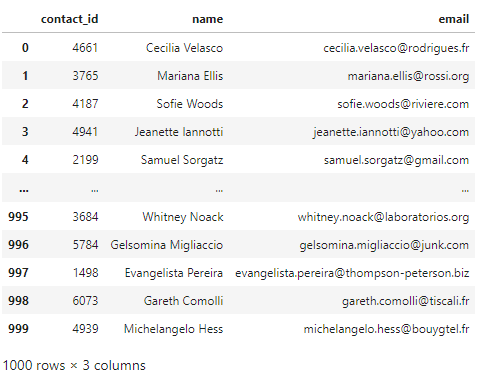 contact_id name email
0 4661 Cecilia Velasco cecilia.velasco@rodrigues.fr
1 3765 Mariana Ellis mariana.ellis@rossi.org
2 4187 Sofie Woods sofie.woods@riviere.com
3 4941 Jeanette Iannotti jeanette.iannotti@yahoo.com
4 2199 Samuel Sorgatz samuel.sorgatz@gmail.com
... ... ... ...
995 3684 Whitney Noack whitney.noack@laboratorios.org
996 5784 Gelsomina Migliaccio gelsomina.migliaccio@junk.com
997 1498 Evangelista Pereira evangelista.pereira@thompson-peterson.biz
998 6073 Gareth Comolli gareth.comolli@tiscali.fr
999 4939 Michelangelo Hess michelangelo.hess@bouygtel.fr
1000 rows × 3 columns